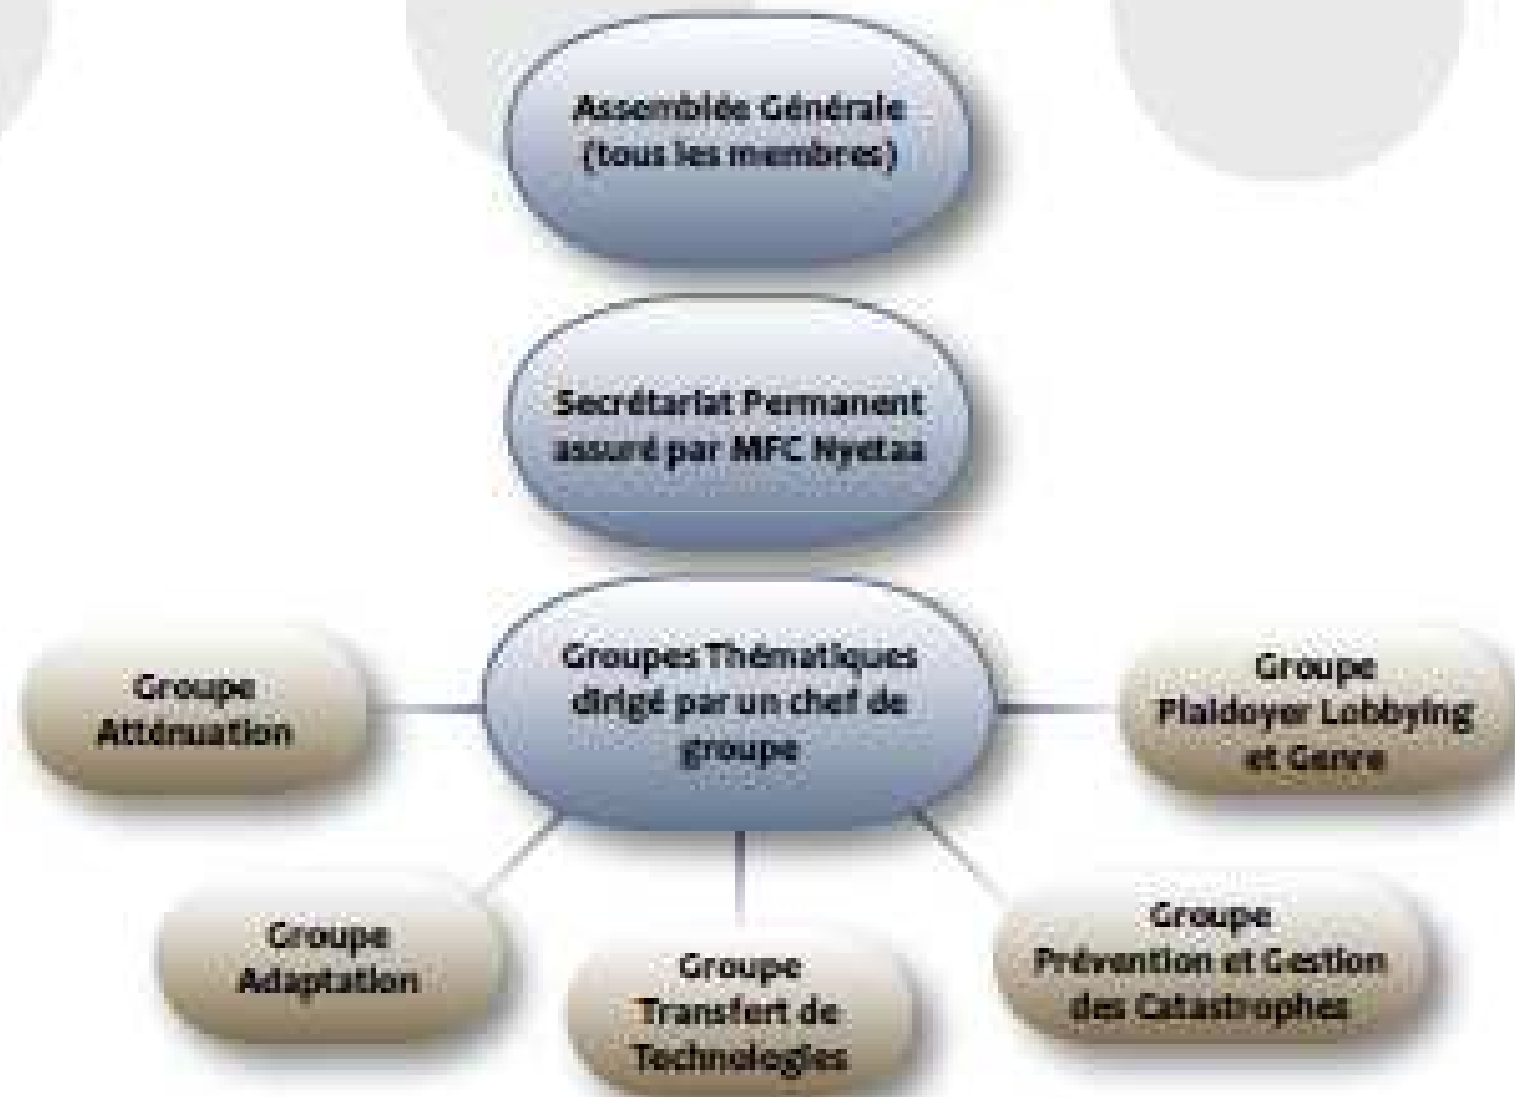 Assemblée Générale
(tous les membres)
Secrétariat Permanent
assuré par MFC Nyetaa
Groupes Thématiques
dirigé par un chef de
groupe
Groupe
Atténuation
Groupe
Plaidoyer Lobbying
et Genre
Groupe
Adaptation
Groupe
Transfert de
Technologies
Groupe
Prévention et Gestion
des Catastrophes